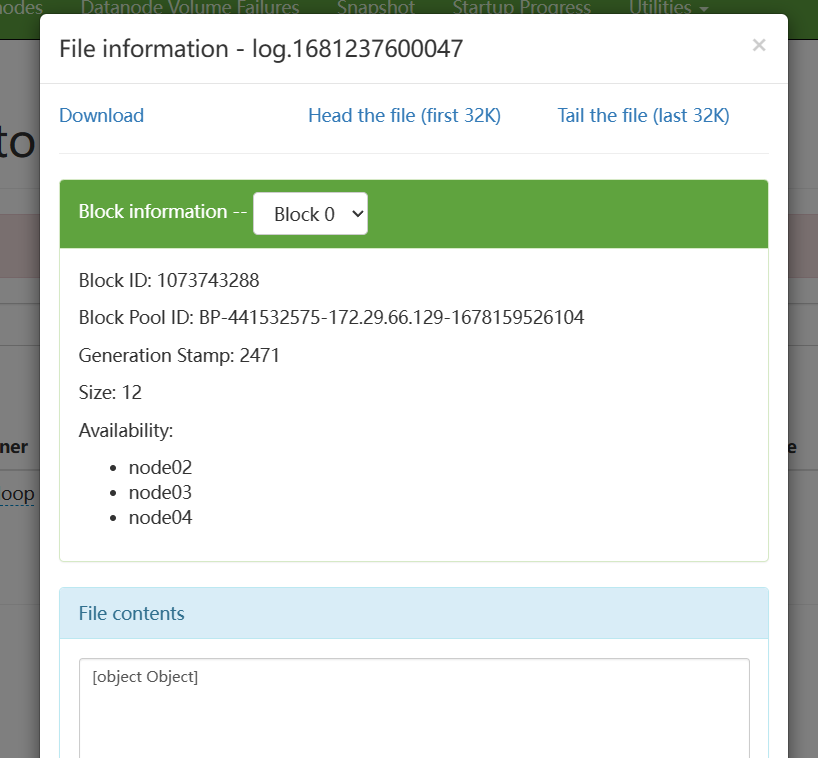 nodes Datanode Volume Failures Snapshot Startup Progress Utilities
File information - log.1681237600047 ×
to
Download Head the file (first 32K) Tail the file (last 32K)
Block information -- Block 0
Block ID: 1073743288
Block Pool ID: BP-441532575-172.29.66.129-1678159526104
Generation Stamp: 2471
Size: 12
Availability:
ner e
• node02
oop • node03
• node04
File contents
[object Object]